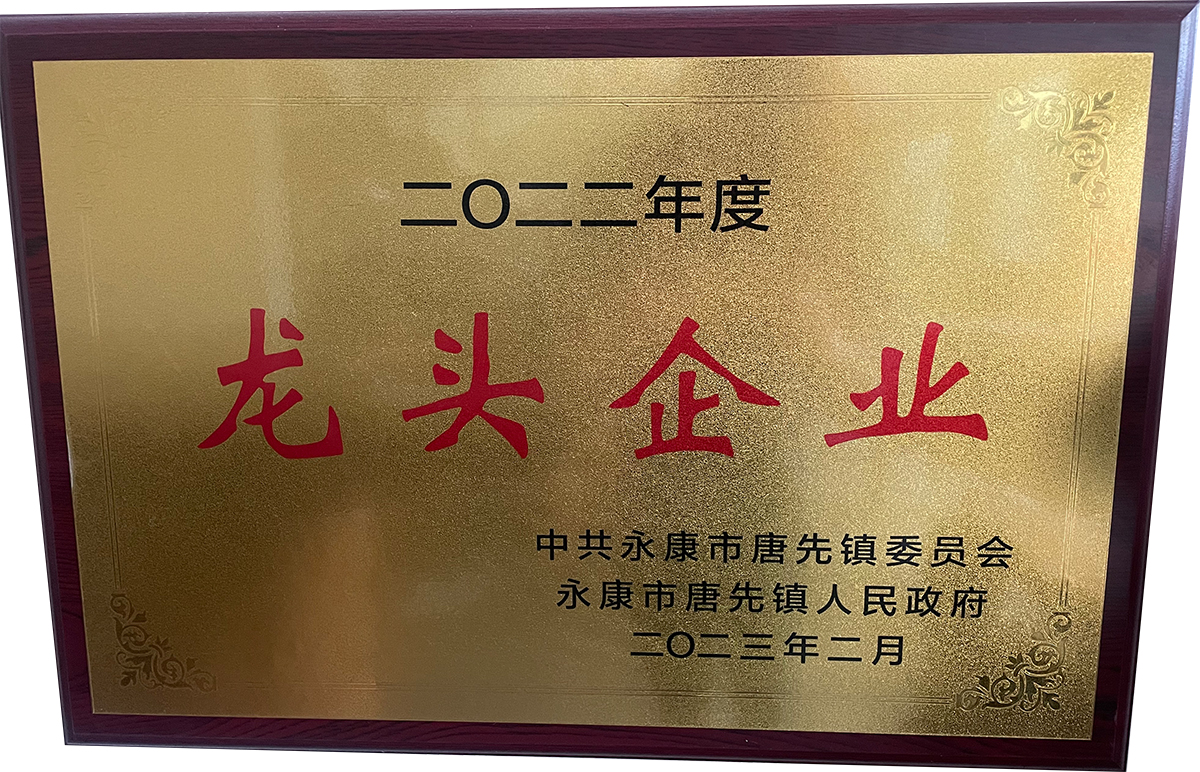 二〇二二年度
龙头企业
中共永康市唐先镇委员会
永康市唐先镇人民政府
二〇二三年二月